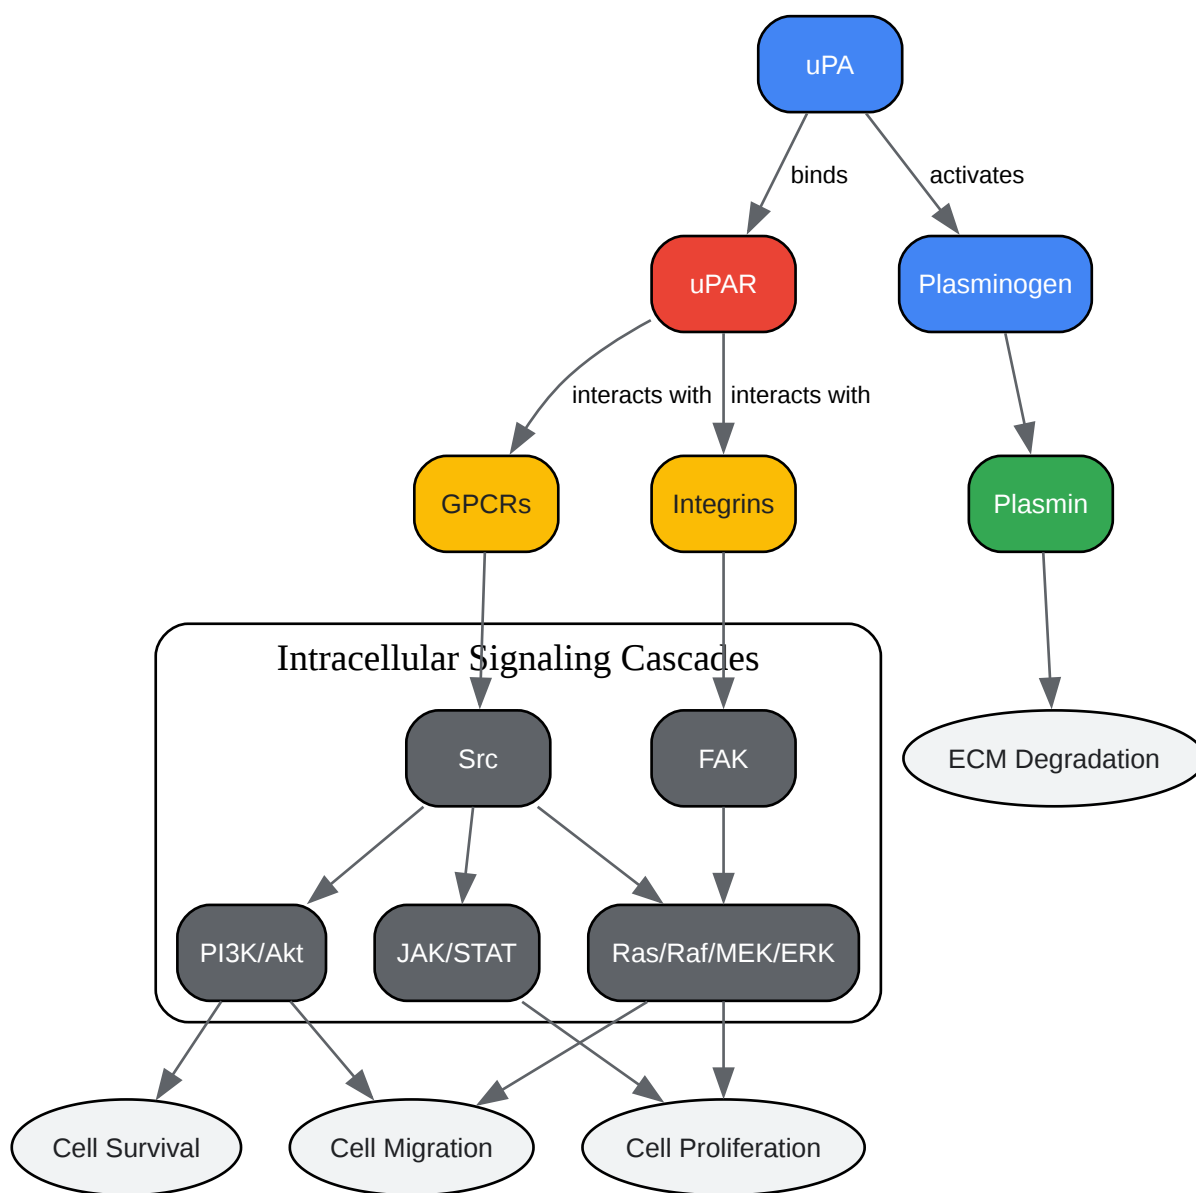 uPA
binds
activates
uPAR
Plasminogen
interacts with
interacts with
GPCRs
Integrins
Plasmin
Intracellular Signaling Cascades
Src
FAK
ECM Degradation
PI3K/Akt
JAK/STAT
Ras/Raf/MEK/ERK
Cell Survival
Cell Migration
Cell Proliferation